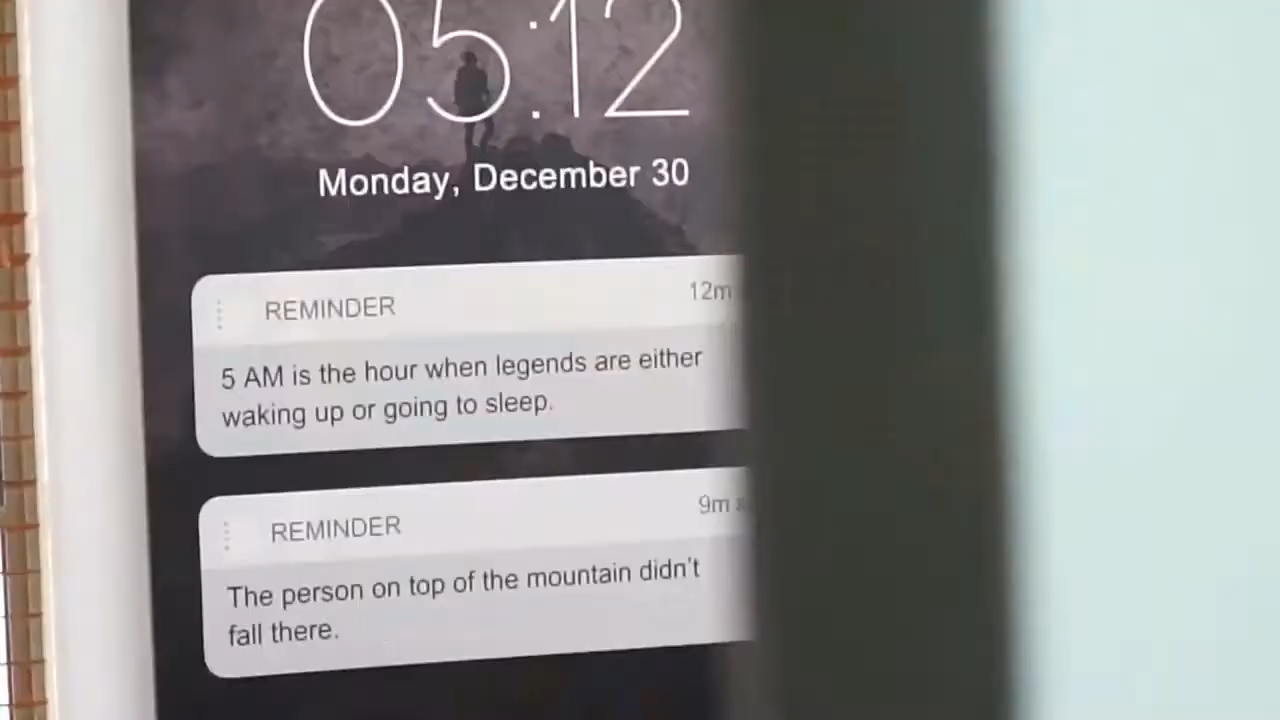 05:12
Monday, December 30
REMINDER
12m
5 AM is the hour when legends are either
waking up or going to sleep.
REMINDER
9m
The person on top of the mountain didn't
fall there.